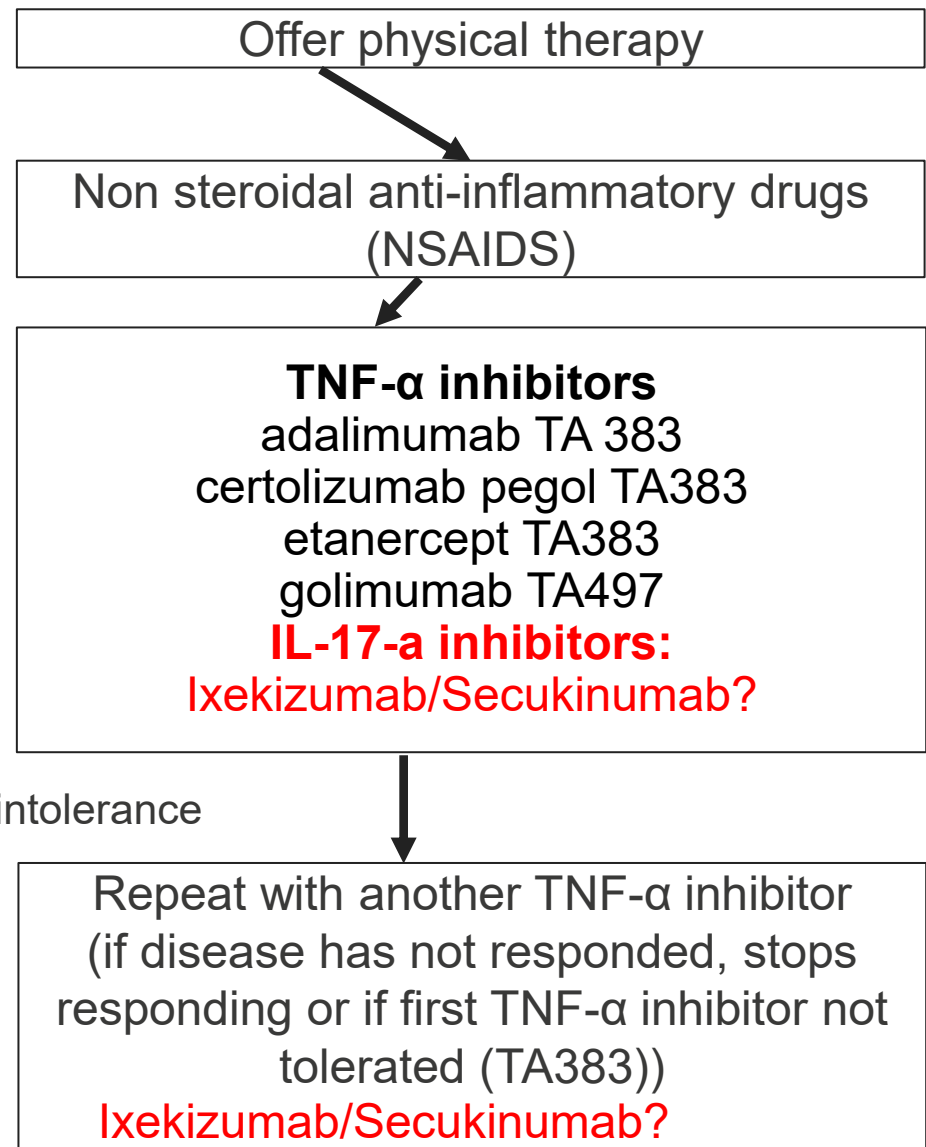 Offer physical therapy
Non steroidal anti-inflammatory drugs
(NSAIDS)
TNF-α inhibitors
adalimumab TA 383
certolizumab pegol TA383
etanercept TA383
golimumab TA497
IL-17-a inhibitors:
Ixekizumab/Secukinumab?
intolerance
Repeat with another TNF-α inhibitor
(if disease has not responded, stops
responding or if first TNF-α inhibitor not
tolerated (TA383))
Ixekizumab/Secukinumab?